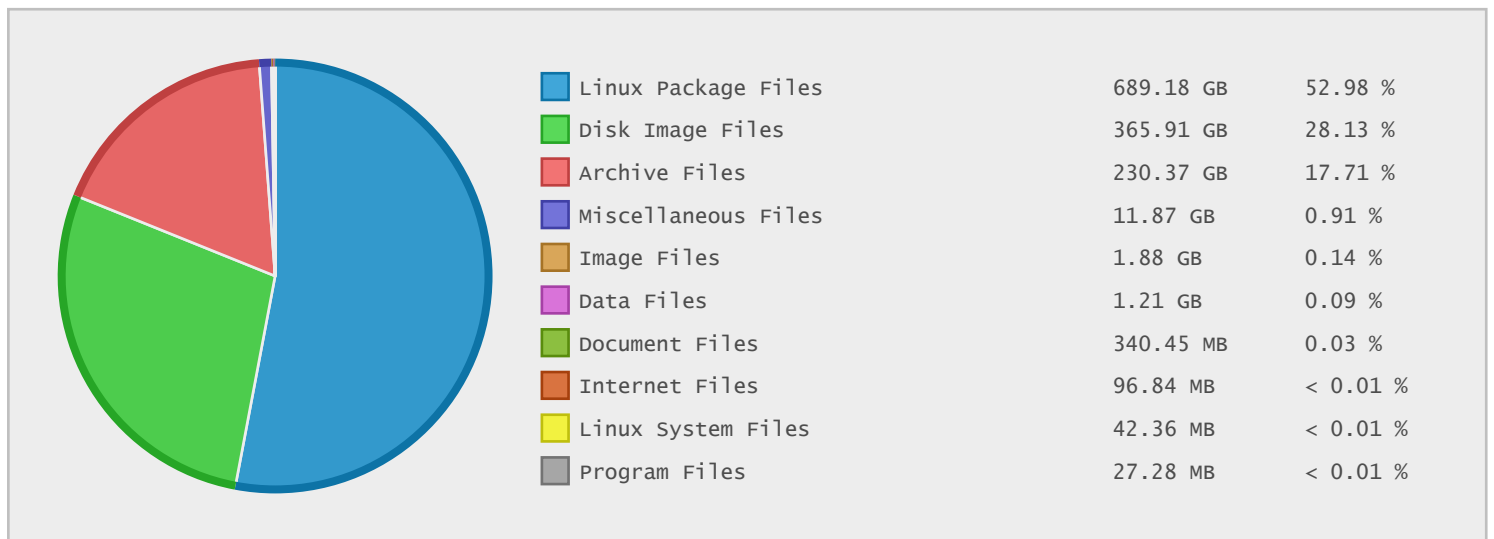 Linux Package Files 689.18 GB 52.98 %
Disk Image Files 365.91 GB 28.13 %
Archive Files 230.37 GB 17.71 %
Miscellaneous Files 11.87 GB 0.91 %
Image Files 1.88 GB 0.14 %
Data Files 1.21 GB 0.09 %
Document Files 340.45 MB 0.03 %
Internet Files 96.84 MB < 0.01 %
Linux System Files 42.36 MB < 0.01 %
Program Files 27.28 MB < 0.01 %